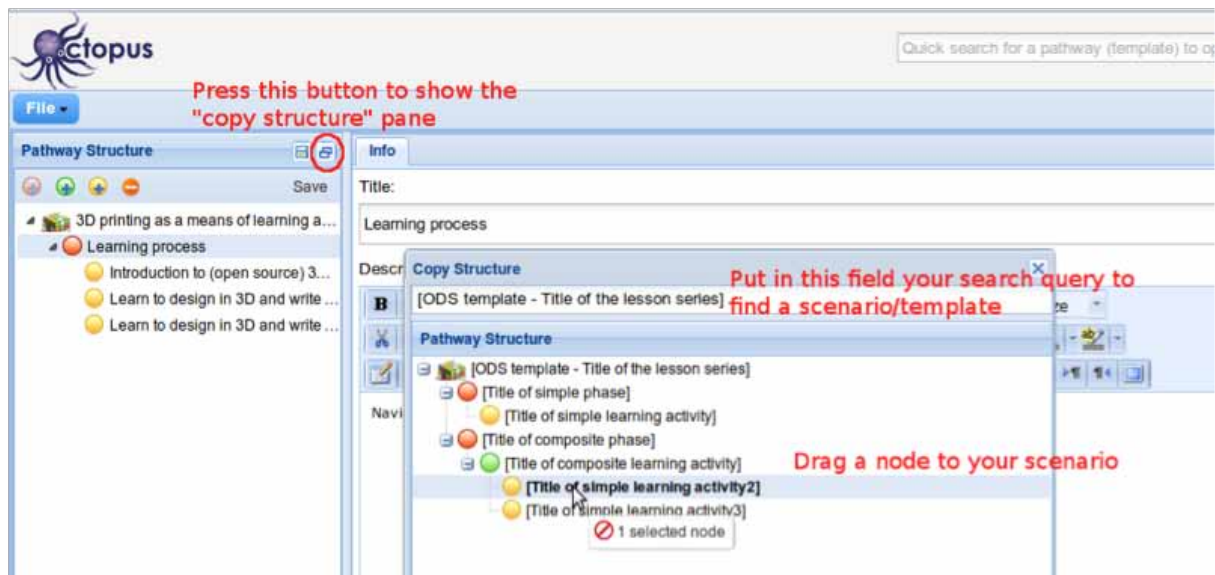 ctopus
Quick search for a pathway (template) to op
Press this button to show the
"copy structure" pane
File
Pathway Structure
Info
Save
Title:
3D printing as a means of learning a...
Learning process
Learning process
Introduction to (open source) 3...
Learn to design in 3D and write ...
Learn to design in 3D and write ...
Descr
Copy Structure
Put in this field your search query to
find a scenario/template
B
[ODS template - Title of the lesson series]
ze
Pathway Structure
[ODS template - Title of the lesson series]
[Title of simple phase]
Navi
[Title of simple learning activity]
[Title of composite phase]
[Title of composite learning activity]
Drag a node to your scenario
[Title of simple learning activity2]
[Title of simple learning activity3]
1 selected node